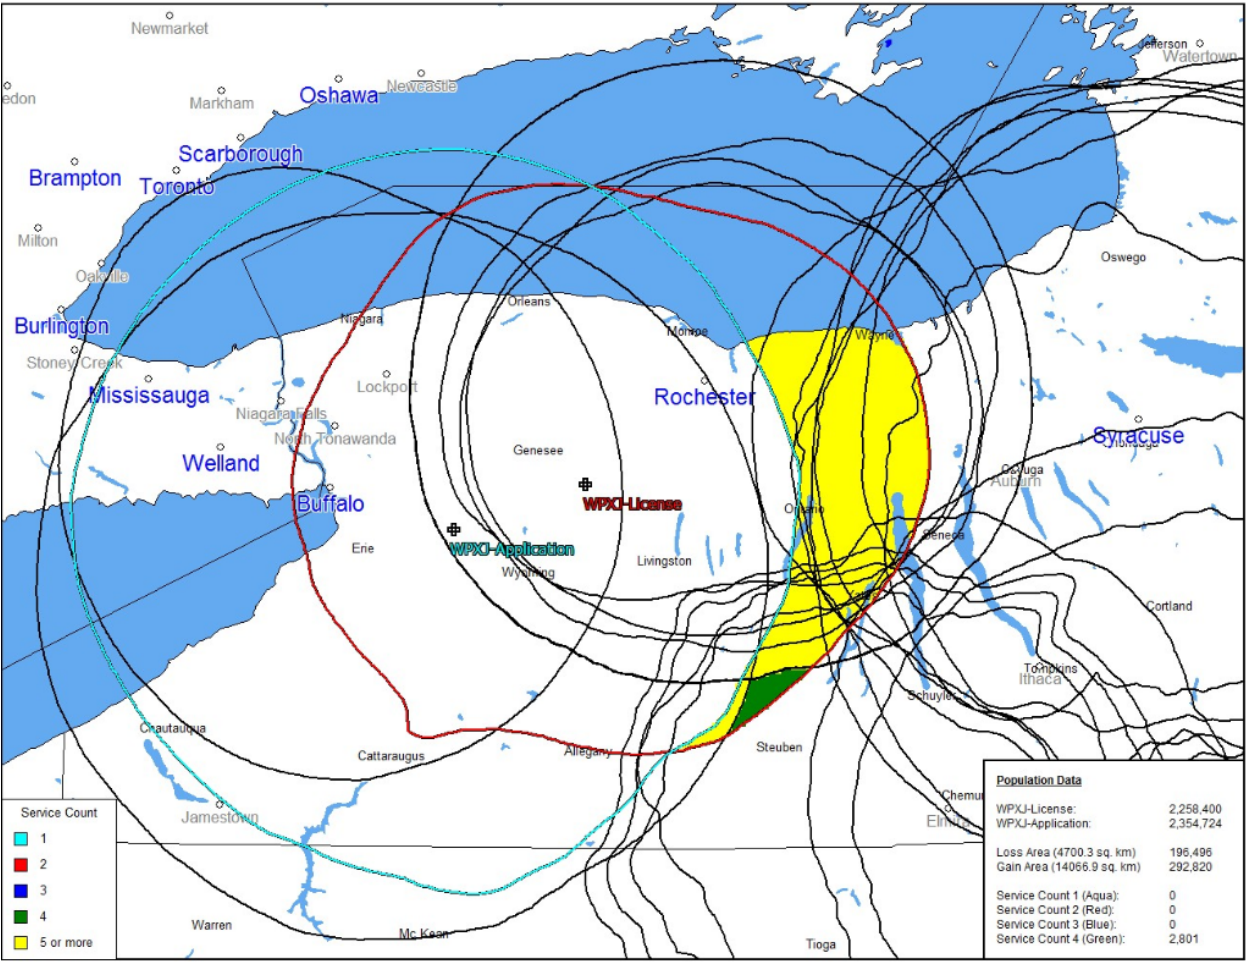 Newmarket
Jefferson
Watertown
edon
Newcastle
Oshawa
Markham
Scarborough
Brampton
Toronto
Milton
Oswego
Oakville
Orleans
Niagara
Burlington
Monroe
Wayne
Stoney Creek
Lockport
Mississauga
Rochester
Niagara Falls
North Tonawanda
Syracuse
Onondaga
Genesee
Welland
Cayuga
Auburn
Buffalo
WPXJ-License
Ontario
Seneca
Erie
WPXJ-Application
Livingston
Wyoming
Yates
Cortland
Tompkins
Ithaca
Schuyler
Chautauqua
Steuben
Allegany
Cattaraugus
Chemu
Elmira
Jamestown
Warren
Mc Kean
Tioga
Service Count
1
2
3
4
5 or more
Population Data
WPXJ-License: 2,258,400
WPXJ-Application: 2,354,724
Loss Area (4700.3 sq. km) 196,496
Gain Area (14066.9 sq. km) 292,820
Service Count 1 (Aqua): 0
Service Count 2 (Red): 0
Service Count 3 (Blue): 0
Service Count 4 (Green): 2,801